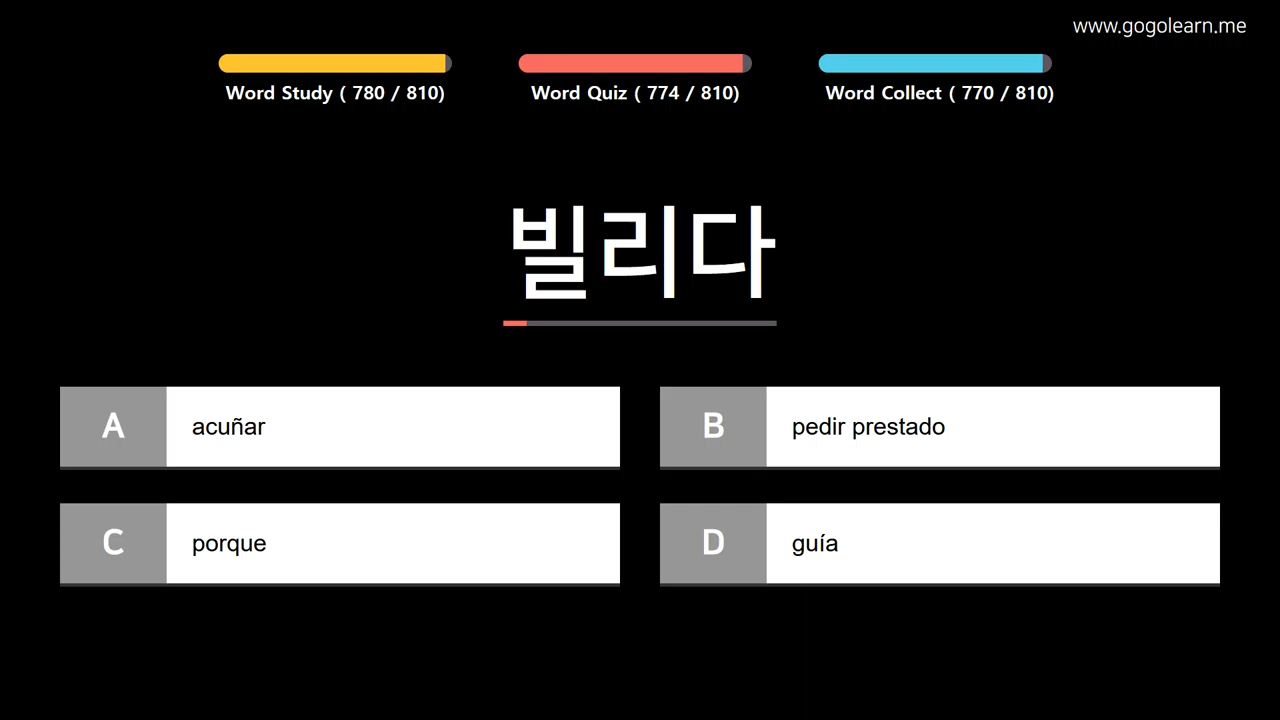 www.gogolearn.me
Word Study ( 780 / 810)
Word Quiz ( 774 / 810)
Word Collect ( 770 / 810)
빌리다
A acuñar
B pedir prestado
C porque
D guía